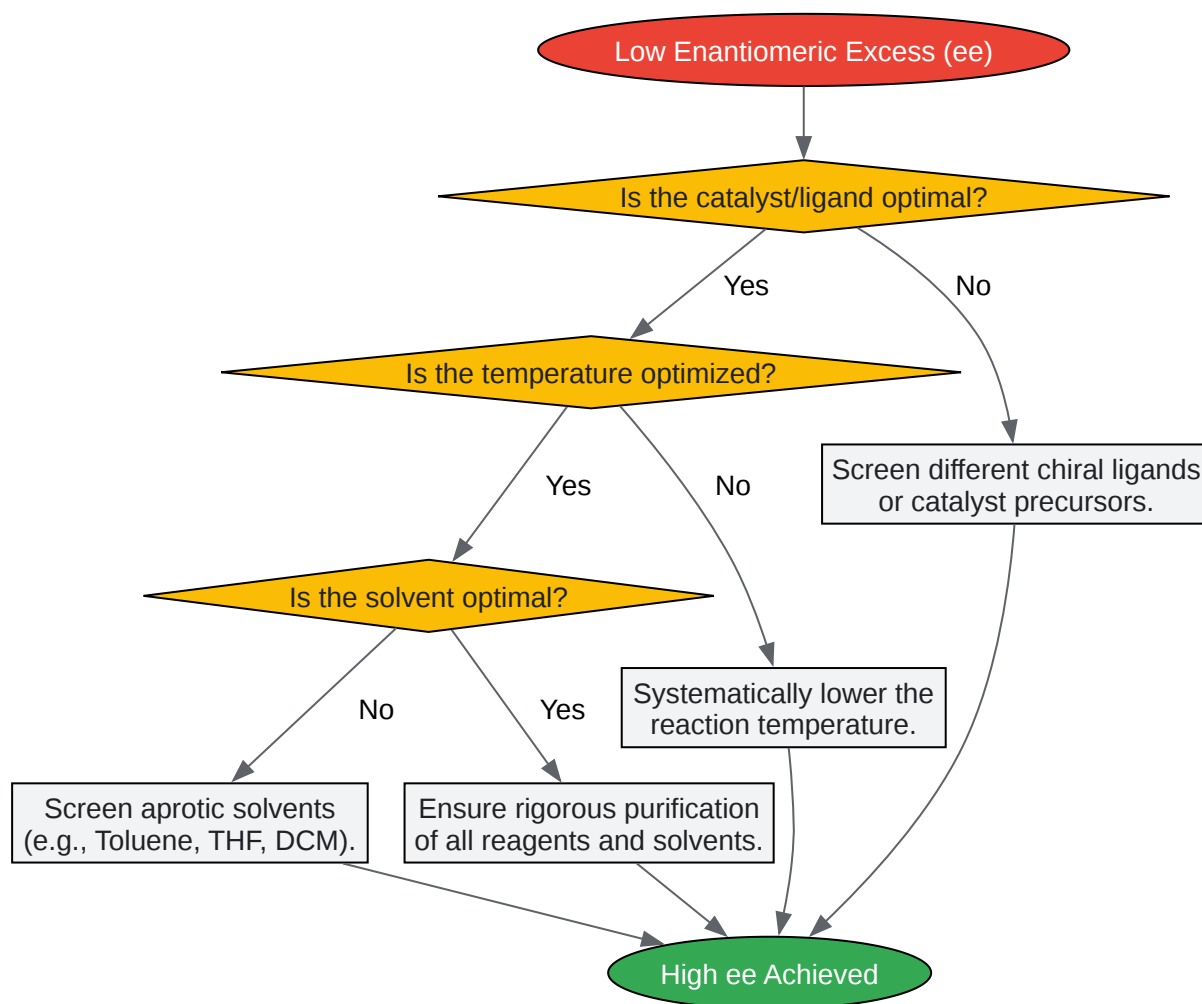 Low Enantiomeric Excess (ee)
Is the catalyst/ligand optimal?
Yes
No
Is the temperature optimized?
Screen different chiral ligands
or catalyst precursors.
Yes
No
Is the solvent optimal?
Systematically lower the
reaction temperature.
No
Yes
Screen aprotic solvents
(e.g., Toluene, THF, DCM).
Ensure rigorous purification
of all reagents and solvents.
High ee Achieved